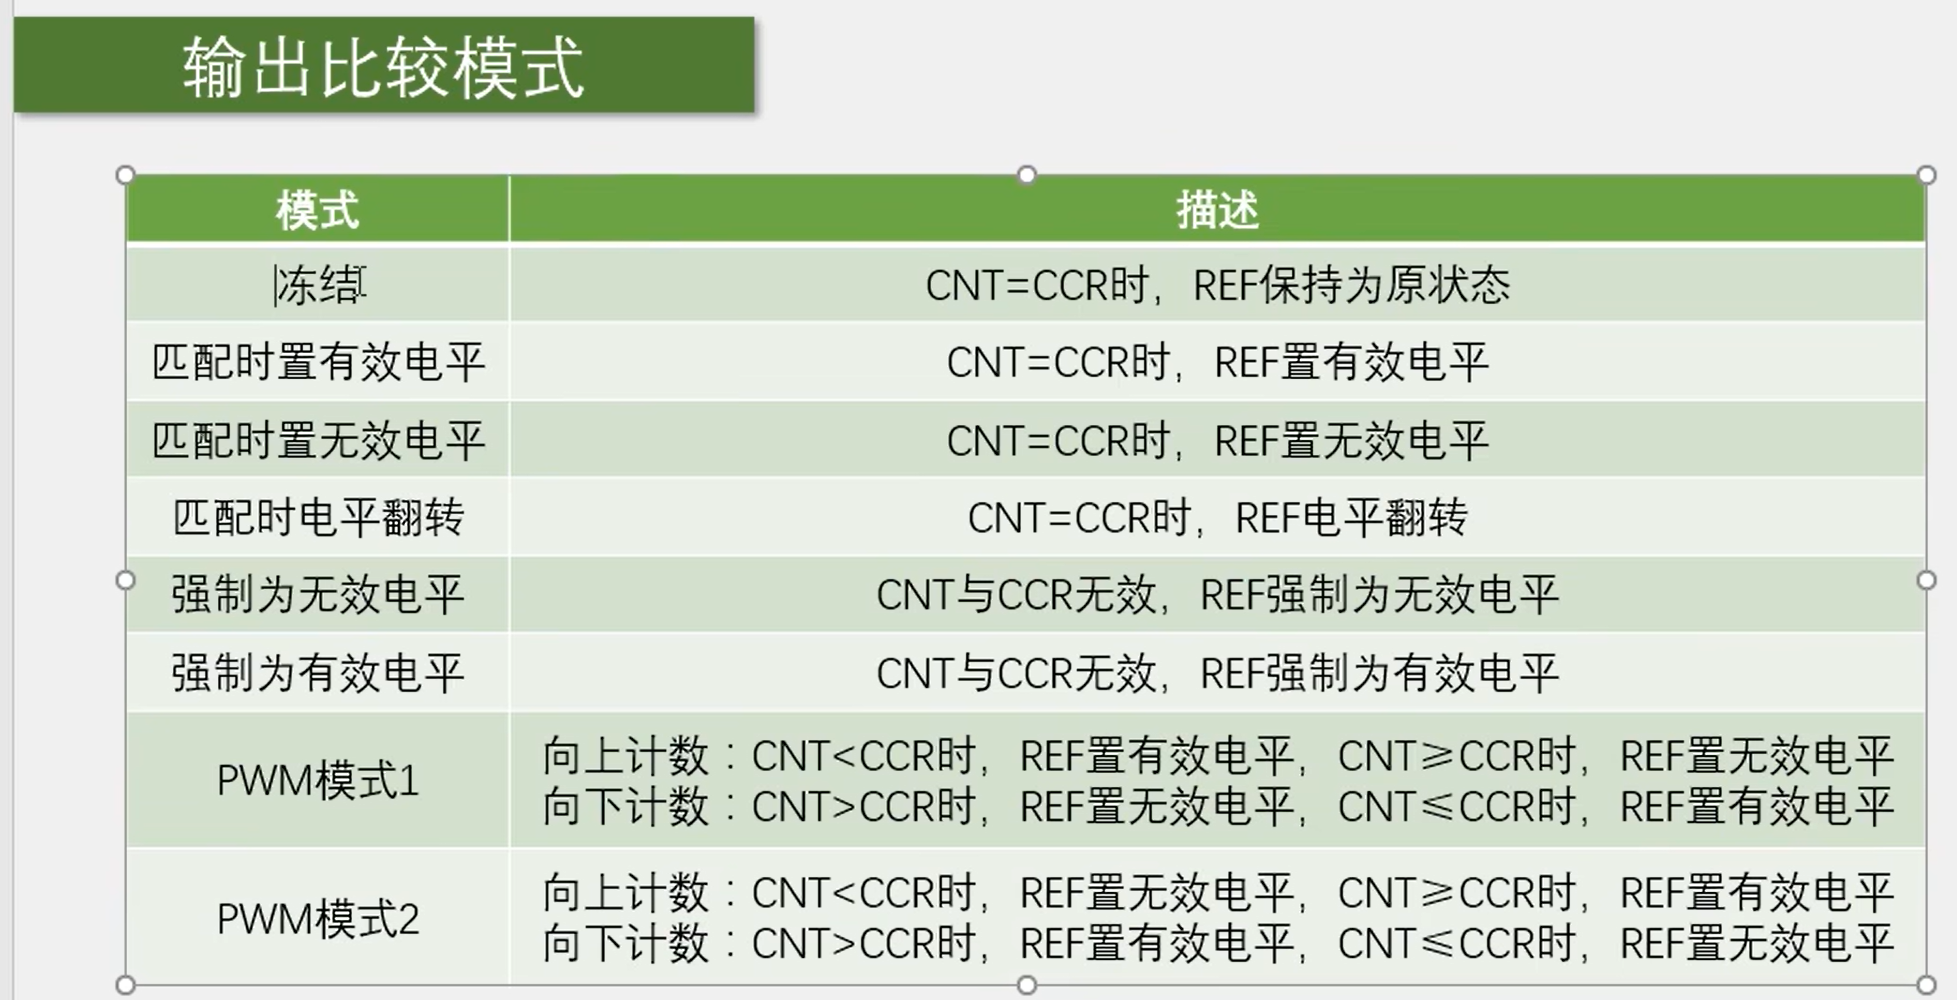 输出比较模式
模式 描述
冻结 CNT=CCR时，REF保持为原状态
匹配时置有效电平 CNT=CCR时，REF置有效电平
匹配时置无效电平 CNT=CCR时，REF置无效电平
匹配时电平翻转 CNT=CCR时，REF电平翻转
强制为无效电平 CNT与CCR无效，REF强制为无效电平
强制为有效电平 CNT与CCR无效，REF强制为有效电平
PWM模式1
向上计数：CNT<CCR时，REF置有效电平，CNT≥CCR时，REF置无效电平
向下计数：CNT>CCR时，REF置无效电平，CNT≤CCR时，REF置有效电平
PWM模式2
向上计数：CNT<CCR时，REF置无效电平，CNT≥CCR时，REF置有效电平
向下计数：CNT>CCR时，REF置有效电平，CNT≤CCR时，REF置无效电平